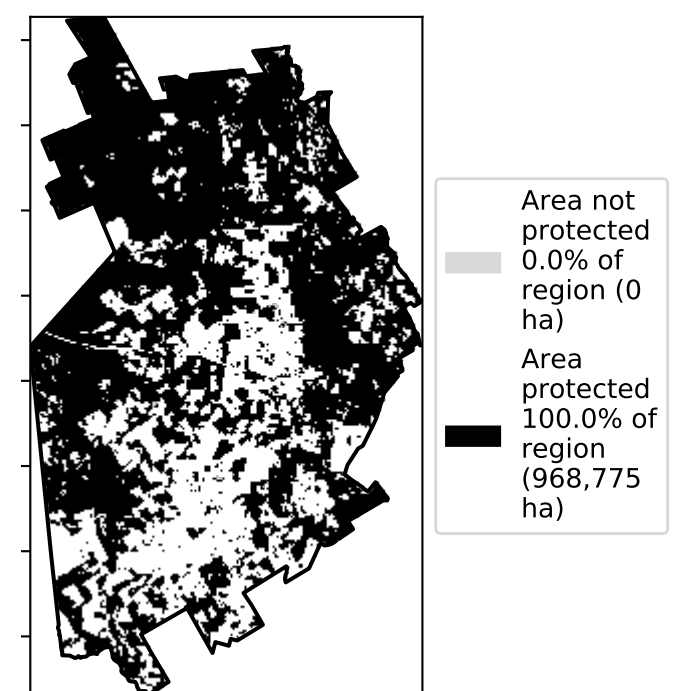 Area not
protected
0.0% of
region (0
ha)
Area
protected
100.0% of
region
(968,775
ha)